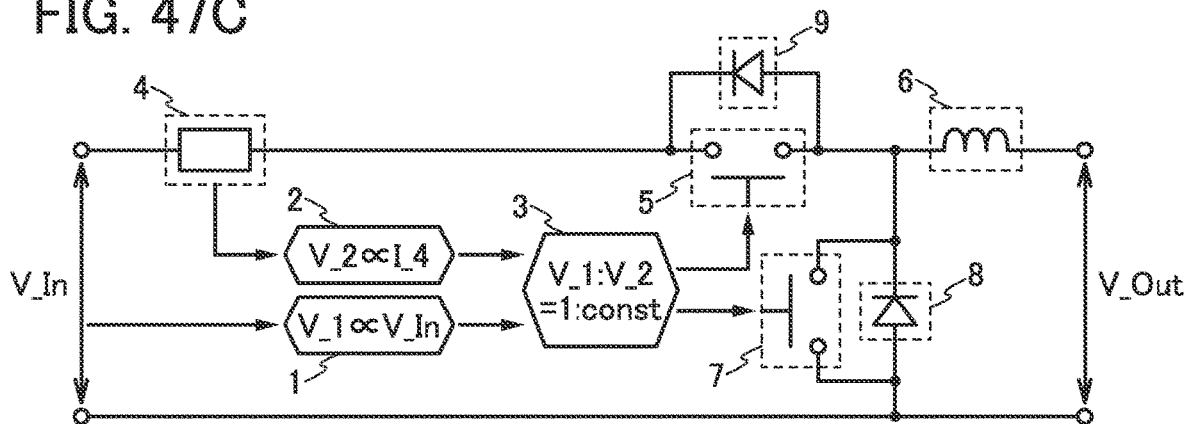 FIG. 47C
9
4
6
2
3
5
V_2∝I_4
V_1:V_2
=1:const.
V_In
V_1∝V_In
8
V_Out
7
1